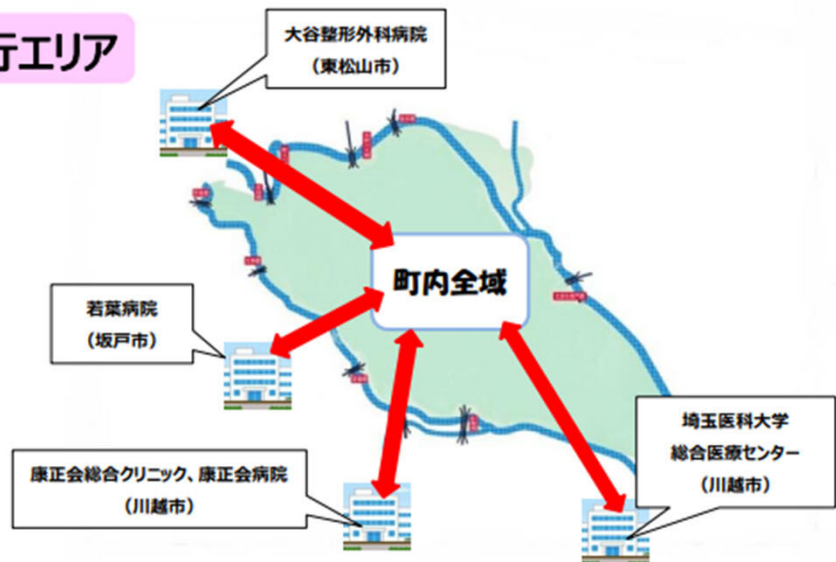 行エリア
大谷整形外科病院
（東松山市）
町内全域
若葉病院
（坂戸市）
康正会総合クリニック、康正会病院
（川越市）
埼玉医科大学
総合医療センター
（川越市）